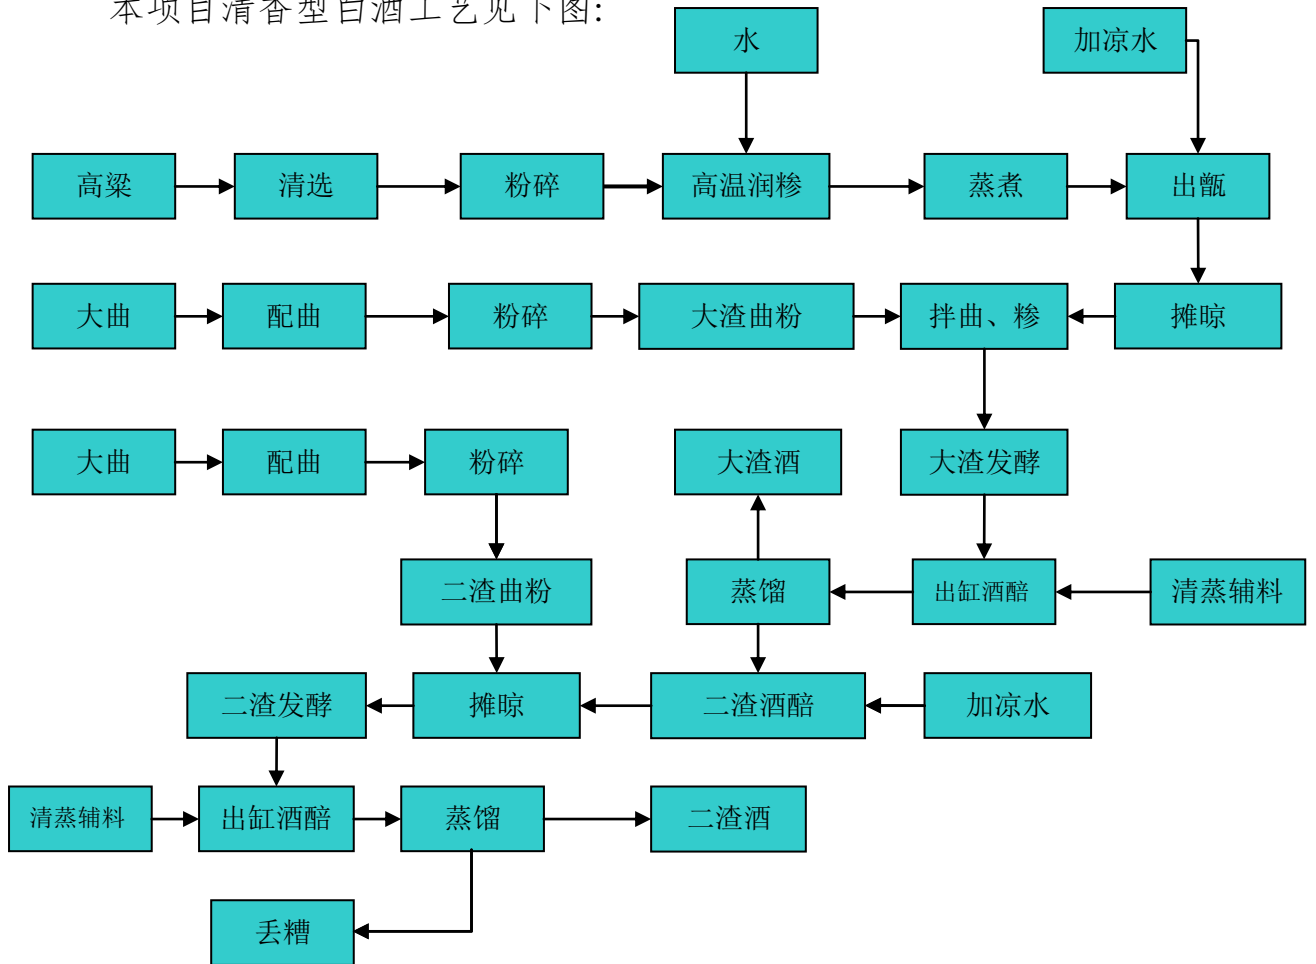 本项目清香型白酒工艺见下图:
水 加凉水
高粱 清选 粉碎 高温润糁 蒸煮 出甑
大曲 配曲 粉碎 大渣曲粉 拌曲、糁 摊晾
大曲 配曲 粉碎 大渣酒 大渣发酵
二渣曲粉 蒸馏 出缸酒醅 清蒸辅料
二渣发酵 摊晾 二渣酒醅 加凉水
清蒸辅料 出缸酒醅 蒸馏 二渣酒
丢糟